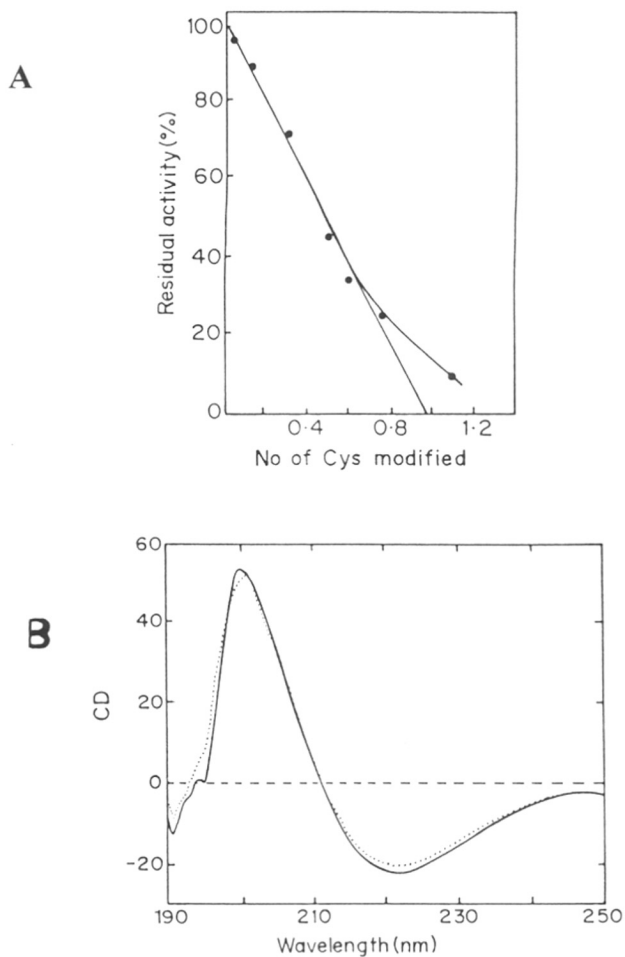 A
100
80
60
40
20
0
Residual activity (%)
0·4 0·8 1·2
No of Cys modified
B
60
40
20
0
-20
CD
190 210 230 250
Wavelength (nm)